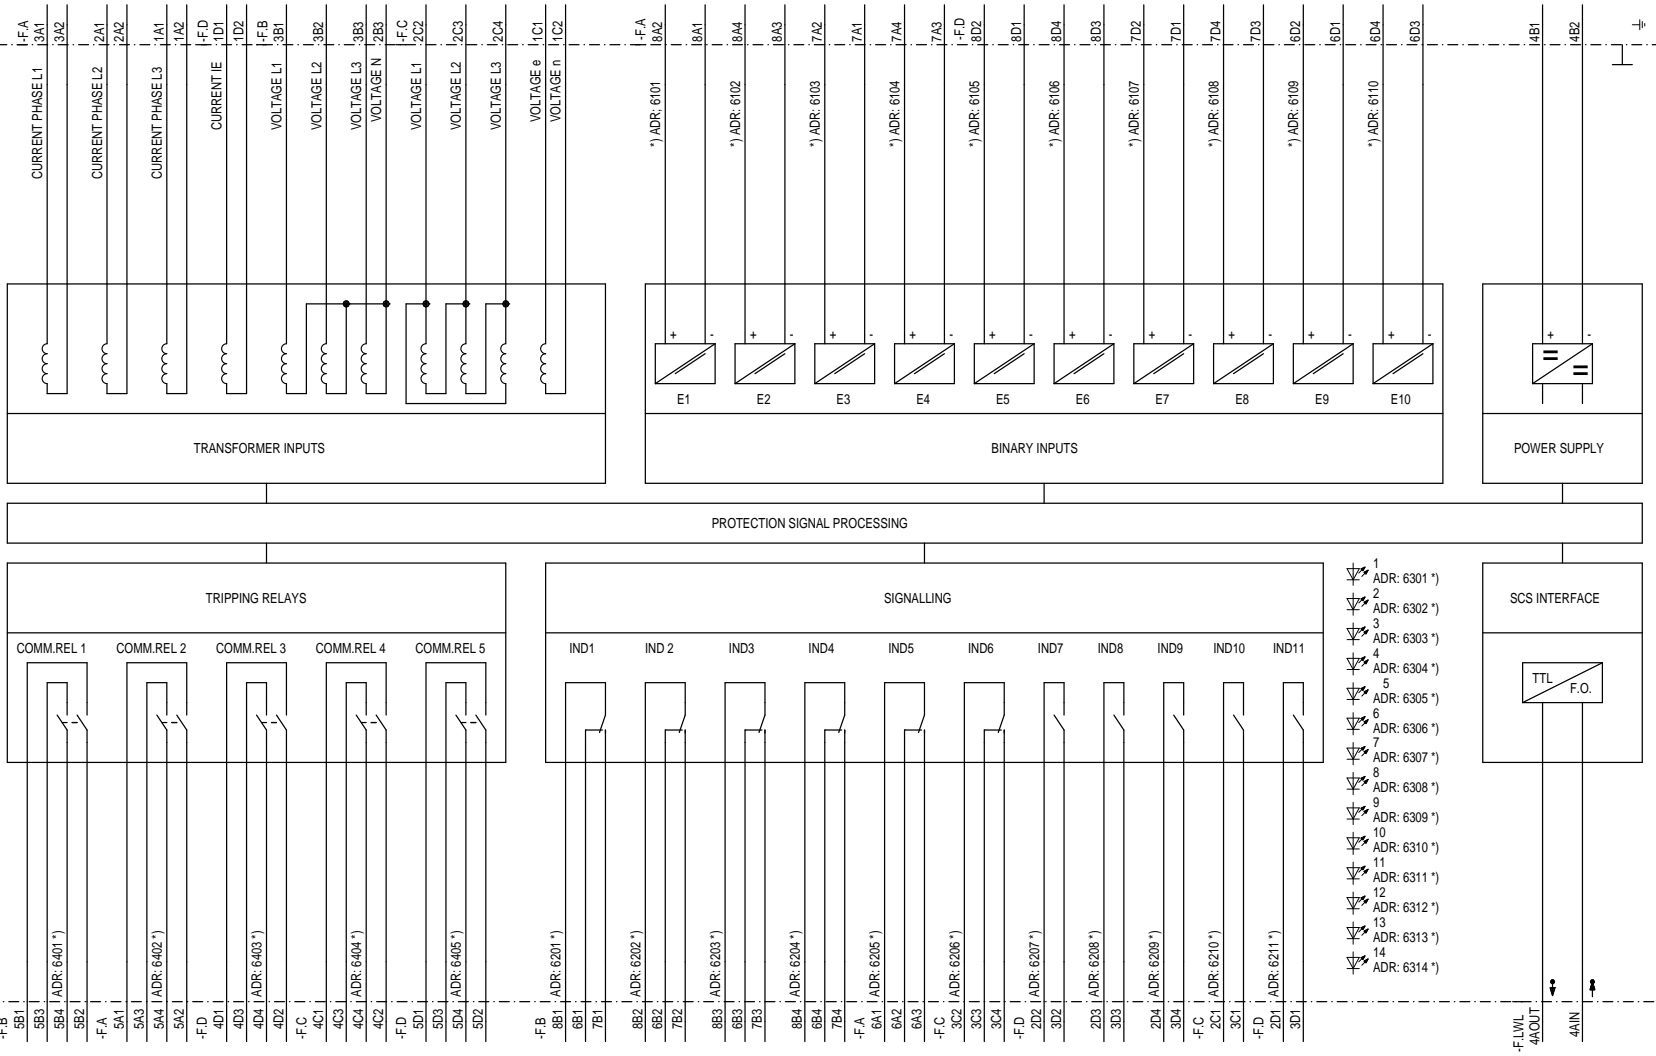 -F.A
3A1
3A2
2A1
2A2
1A1
1A2
-F.D
1D1
1D2
-F.B
3B1
3B2
3B3
2B3
-F.C
2C2
2C3
2C4
1C1
1C2
-F.A
8A2
8A1
8A4
8A3
7A2
7A1
7A4
7A3
-F.D
8D2
8D1
8D4
8D3
7D2
7D1
7D4
7D3
6D2
6D1
6D4
6D3
4B1
4B2
CURRENT PHASE L1
CURRENT PHASE L2
CURRENT PHASE L3
CURRENT IE
VOLTAGE L1
VOLTAGE L2
VOLTAGE L3
VOLTAGE N
VOLTAGE L1
VOLTAGE L2
VOLTAGE L3
VOLTAGE e
VOLTAGE n
*) ADR: 6101
*) ADR: 6102
*) ADR: 6103
*) ADR: 6104
*) ADR: 6105
*) ADR: 6106
*) ADR: 6107
*) ADR: 6108
*) ADR: 6109
*) ADR: 6110
+ -
+ -
+ -
+ -
+ -
+ -
+ -
+ -
+ -
+ -
+ -
E1
E2
E3
E4
E5
E6
E7
E8
E9
E10
TRANSFORMER INPUTS
BINARY INPUTS
POWER SUPPLY
PROTECTION SIGNAL PROCESSING
TRIPPING RELAYS
SIGNALLING
SCS INTERFACE
COMM.REL 1
COMM.REL 2
COMM.REL 3
COMM.REL 4
COMM.REL 5
IND1
IND 2
IND3
IND4
IND5
IND6
IND7
IND8
IND9
IND10
IND11
1
ADR: 6301 *)
2
ADR: 6302 *)
3
ADR: 6303 *)
4
ADR: 6304 *)
5
ADR: 6305 *)
6
ADR: 6306 *)
7
ADR: 6307 *)
8
ADR: 6308 *)
9
ADR: 6309 *)
10
ADR: 6310 *)
11
ADR: 6311 *)
12
ADR: 6312 *)
13
ADR: 6313 *)
14
ADR: 6314 *)
TTL
F.O.
ADR: 6401 *)
ADR: 6402 *)
ADR: 6403 *)
ADR: 6404 *)
ADR: 6405 *)
ADR: 6201 *)
ADR: 6202 *)
ADR: 6203 *)
ADR: 6204 *)
ADR: 6205 *)
ADR: 6206 *)
ADR: 6207 *)
ADR: 6208 *)
ADR: 6209 *)
ADR: 6210 *)
ADR: 6211 *)
-F.B
5B1
5B3
5B4
5B2
-F.A
5A1
5A3
5A4
5A2
-F.D
4D1
4D3
4D4
4D2
-F.C
4C1
4C3
4C4
4C2
-F.D
5D1
5D3
5D4
5D2
-F.B
8B1
6B1
7B1
8B2
6B2
7B2
8B3
6B3
7B3
8B4
6B4
7B4
-F.A
6A1
6A2
6A3
-F.C
3C2
3C3
3C4
-F.D
2D2
3D2
2D3
3D3
2D4
3D4
-F.C
2C1
3C1
-F.D
2D1
3D1
-F.LWL
4AOUT
4AIN